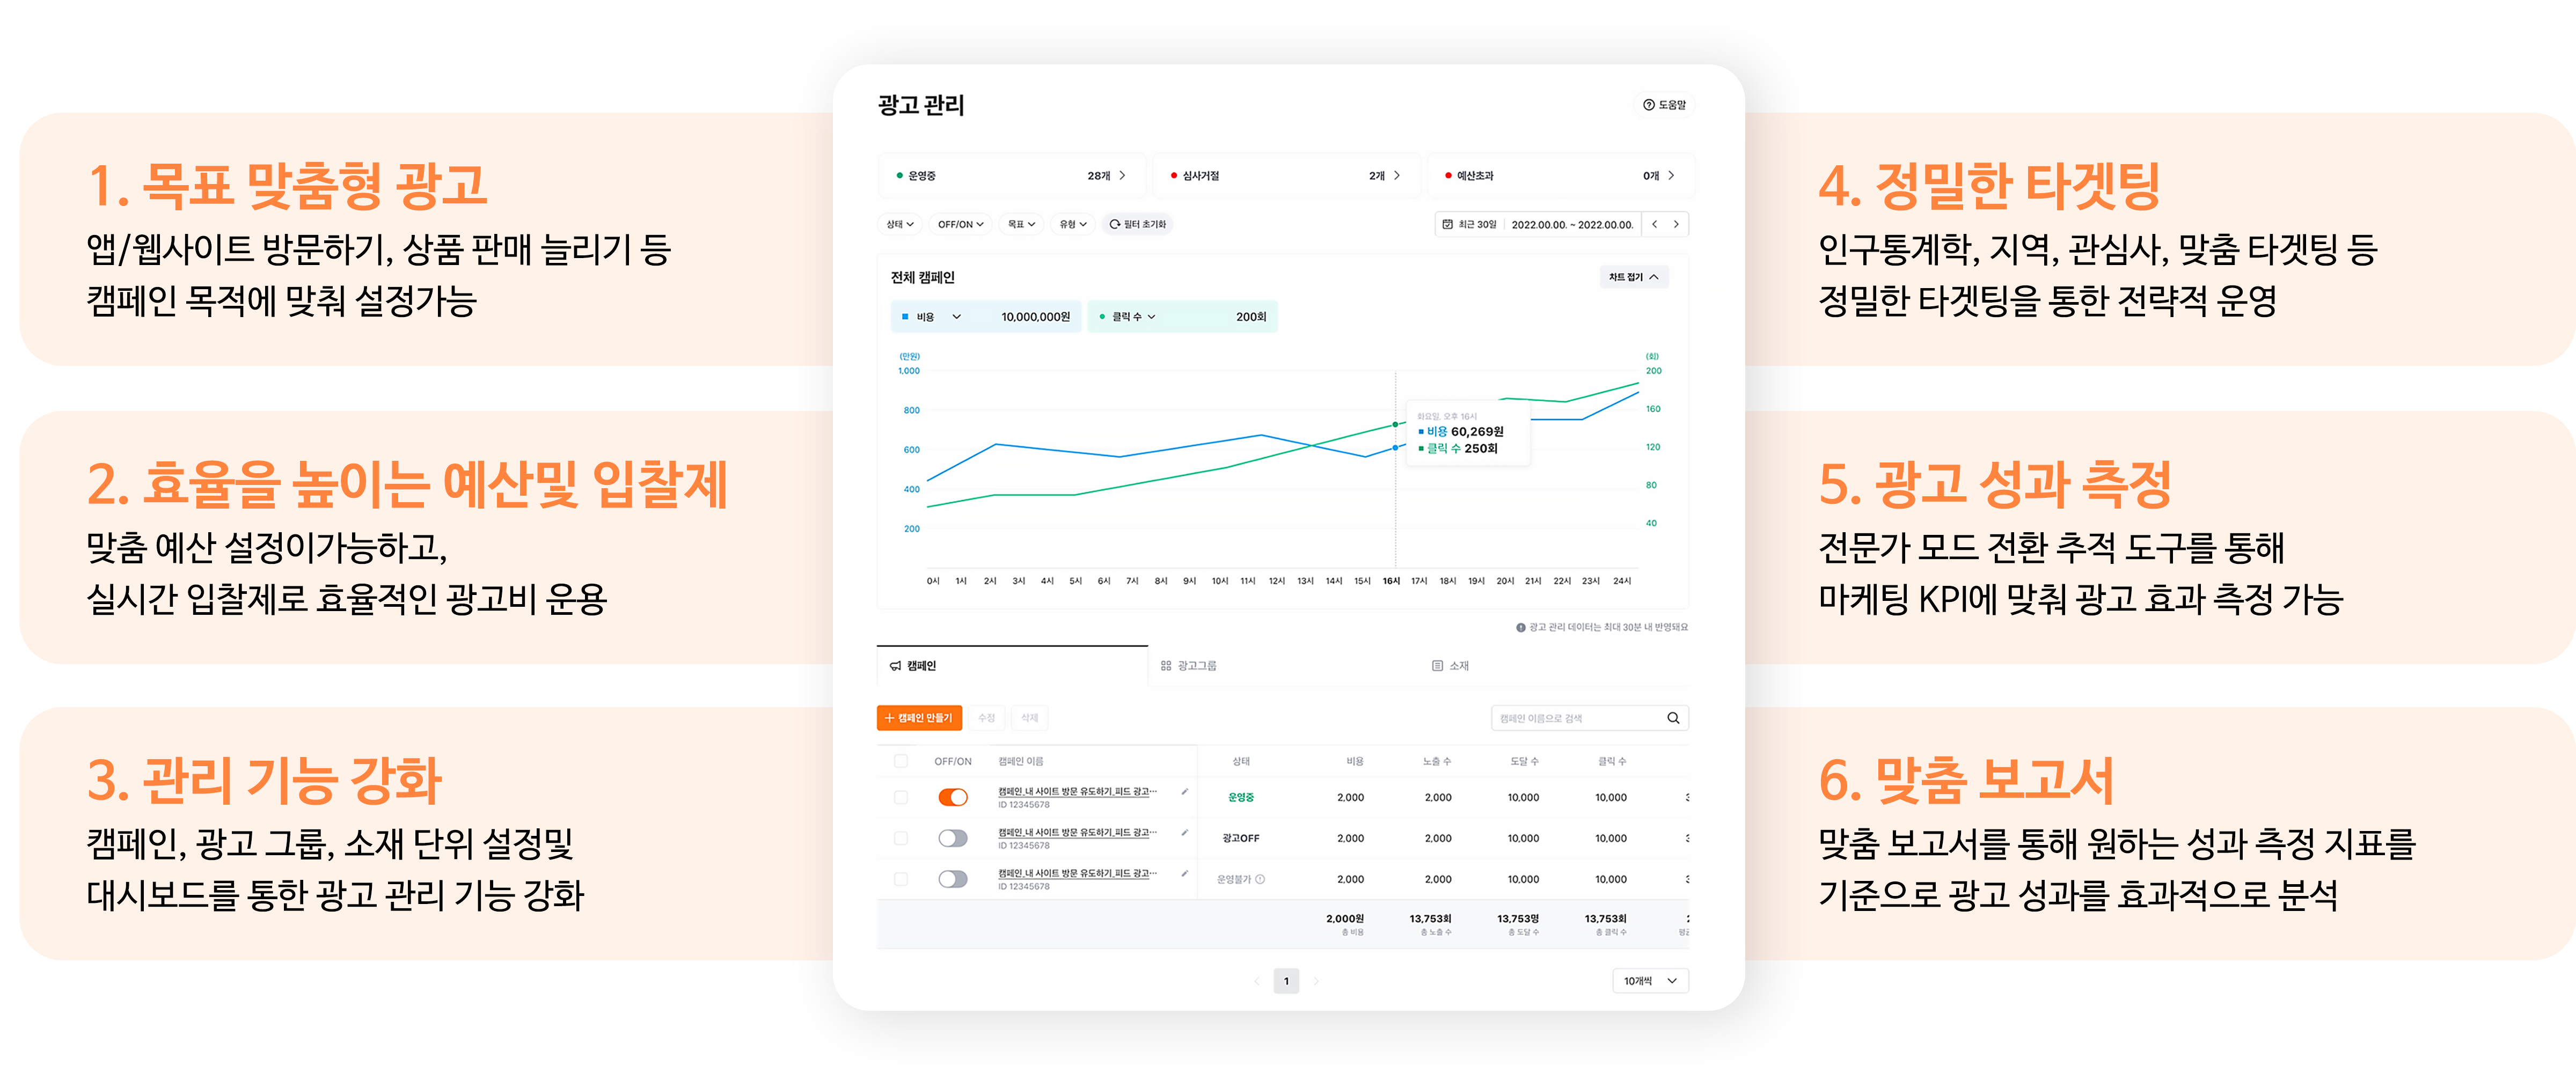 1. 목표 맞춤형 광고
앱/웹사이트 방문하기, 상품 판매 늘리기 등
캠페인 목적에 맞춰 설정가능
2. 효율을 높이는 예산및 입찰제
맞춤 예산 설정이가능하고,
실시간 입찰제로 효율적인 광고비 운용
3. 관리 기능 강화
캠페인, 광고 그룹, 소재 단위 설정및
대시보드를 통한 광고 관리 기능 강화
광고 관리
도움말
운영중 28개
심사거절 2개
예산초과 0개
상태 OFF/ON 목표 유형 필터 초기화
최근 30일 2022.00.00. ~ 2022.00.00.
전체 캠페인
차트 접기
비용 10,000,000원
클릭 수 200회
(만원)
1,000
800
600
400
200
(회)
200
160
120
80
40
화요일, 오후 16시
비용 60,269원
클릭 수 250회
0시 1시 2시 3시 4시 5시 6시 7시 8시 9시 10시 11시 12시 13시 14시 15시 16시 17시 18시 19시 20시 21시 22시 23시 24시
광고 관리 데이터는 최대 30분 내 반영돼요
캠페인 광고그룹 소재
+ 캠페인 만들기 수정 삭제
캠페인 이름으로 검색
OFF/ON 캠페인 이름 상태 비용 노출 수 도달 수 클릭 수
캠페인_내 사이트 방문 유도하기_피드 광고… 운영중 2,000 2,000 10,000 10,000
ID 12345678
캠페인_내 사이트 방문 유도하기_피드 광고… 광고OFF 2,000 2,000 10,000 10,000
ID 12345678
캠페인_내 사이트 방문 유도하기_피드 광고… 운영불가 2,000 2,000 10,000 10,000
ID 12345678
2,000원 13,753회 13,753명 13,753회
총 비용 총 노출 수 총 도달 수 총 클릭 수
1
10개씩
4. 정밀한 타겟팅
인구통계학, 지역, 관심사, 맞춤 타겟팅 등
정밀한 타겟팅을 통한 전략적 운영
5. 광고 성과 측정
전문가 모드 전환 추적 도구를 통해
마케팅 KPI에 맞춰 광고 효과 측정 가능
6. 맞춤 보고서
맞춤 보고서를 통해 원하는 성과 측정 지표를
기준으로 광고 성과를 효과적으로 분석